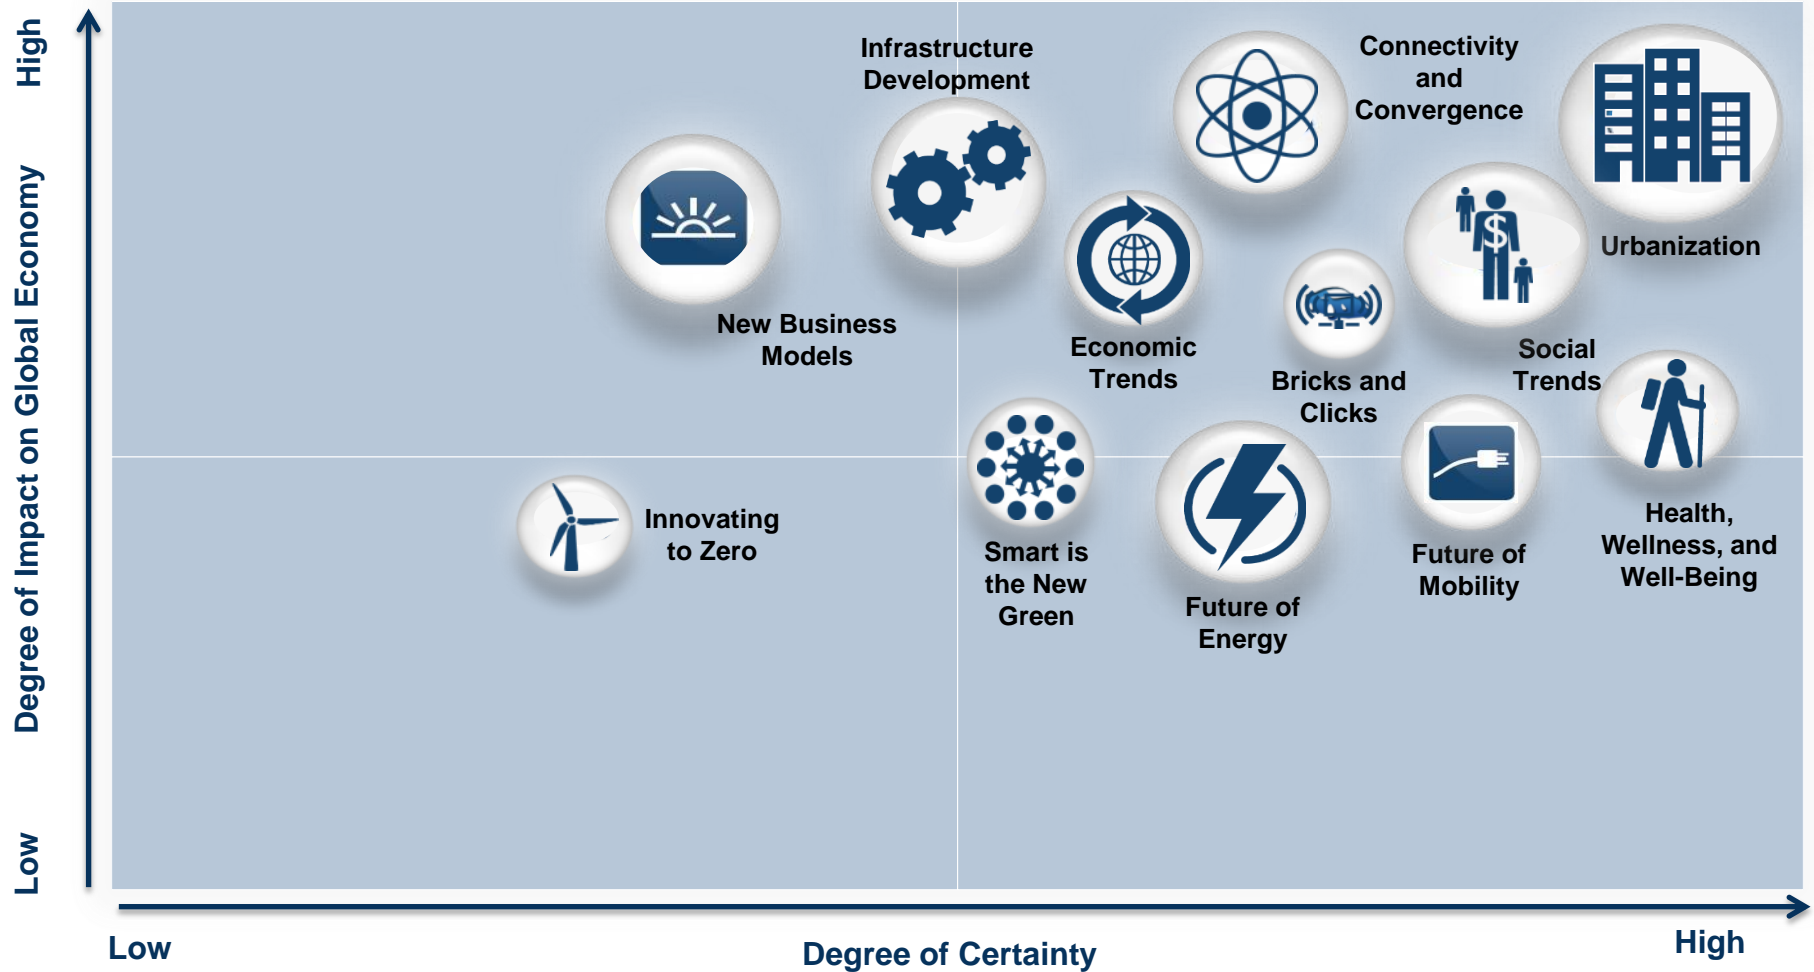 High
Degree of Impact on Global Economy
Low
Infrastructure
Development
Connectivity
and
Convergence
Urbanization
New Business
Models
Economic
Trends
Bricks and
Clicks
Social
Trends
$
Innovating
to Zero
Smart is
the New
Green
Future of
Energy
Future of
Mobility
Health,
Wellness, and
Well-Being
Low
Degree of Certainty
High